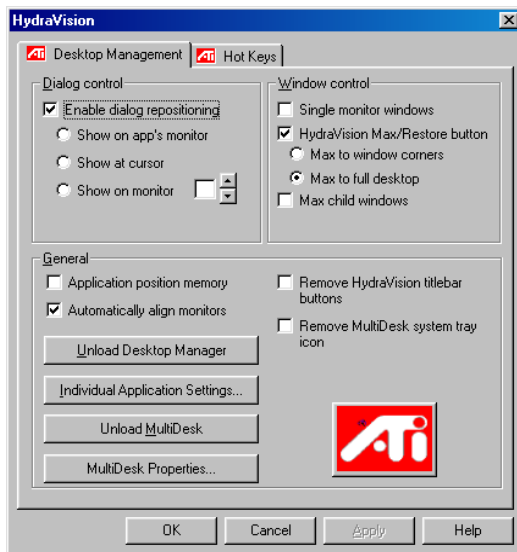 HydraVision
ATI Desktop Management
ATI Hot Keys
Dialog control
Enable dialog repositioning
Show on app's monitor
Show at cursor
Show on monitor
Window control
Single monitor windows
HydraVision Max/Restore button
Max to window corners
Max to full desktop
Max child windows
General
Application position memory
Automatically align monitors
Unload Desktop Manager
Individual Application Settings...
Unload MultiDesk
MultiDesk Properties...
Remove HydraVision titlebar
buttons
Remove MultiDesk system tray
icon
ATI
OK
Cancel
Apply
Help